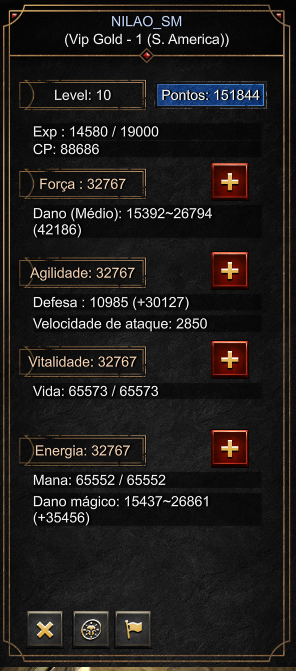 NILAO_SM
(Vip Gold - 1 (S. America))
Level: 10
Pontos: 151844
Exp : 14580 / 19000
CP: 88686
Força : 32767
Dano (Médio): 15392~26794
(42186)
Agilidade: 32767
Defesa : 10985 (+30127)
Velocidade de ataque: 2850
Vitalidade: 32767
Vida: 65573 / 65573
Energia: 32767
Mana: 65552 / 65552
Dano mágico: 15437~26861
(+35456)